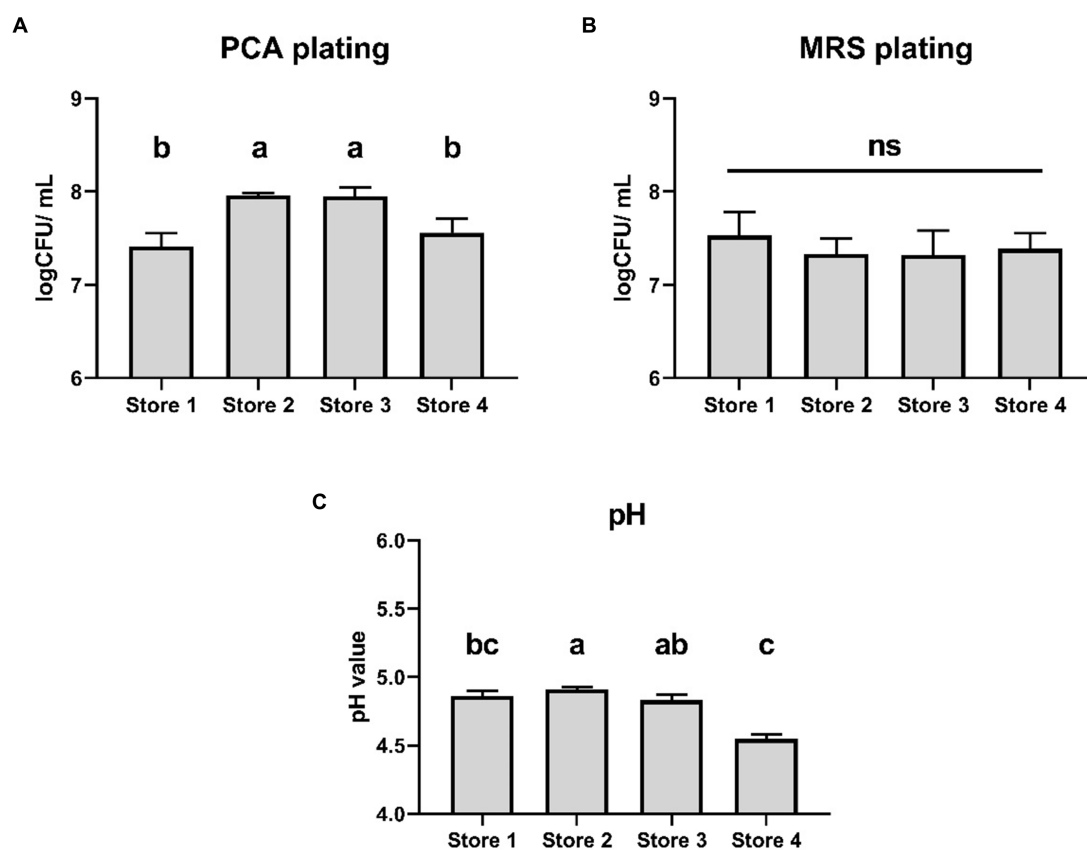 A
PCA plating
logCFU/ mL
9
8
7
6
b a a b
Store 1 Store 2 Store 3 Store 4
B
MRS plating
logCFU/ mL
9
8
7
6
ns
Store 1 Store 2 Store 3 Store 4
C
pH
pH value
6.0
5.5
5.0
4.5
4.0
bc a ab c
Store 1 Store 2 Store 3 Store 4